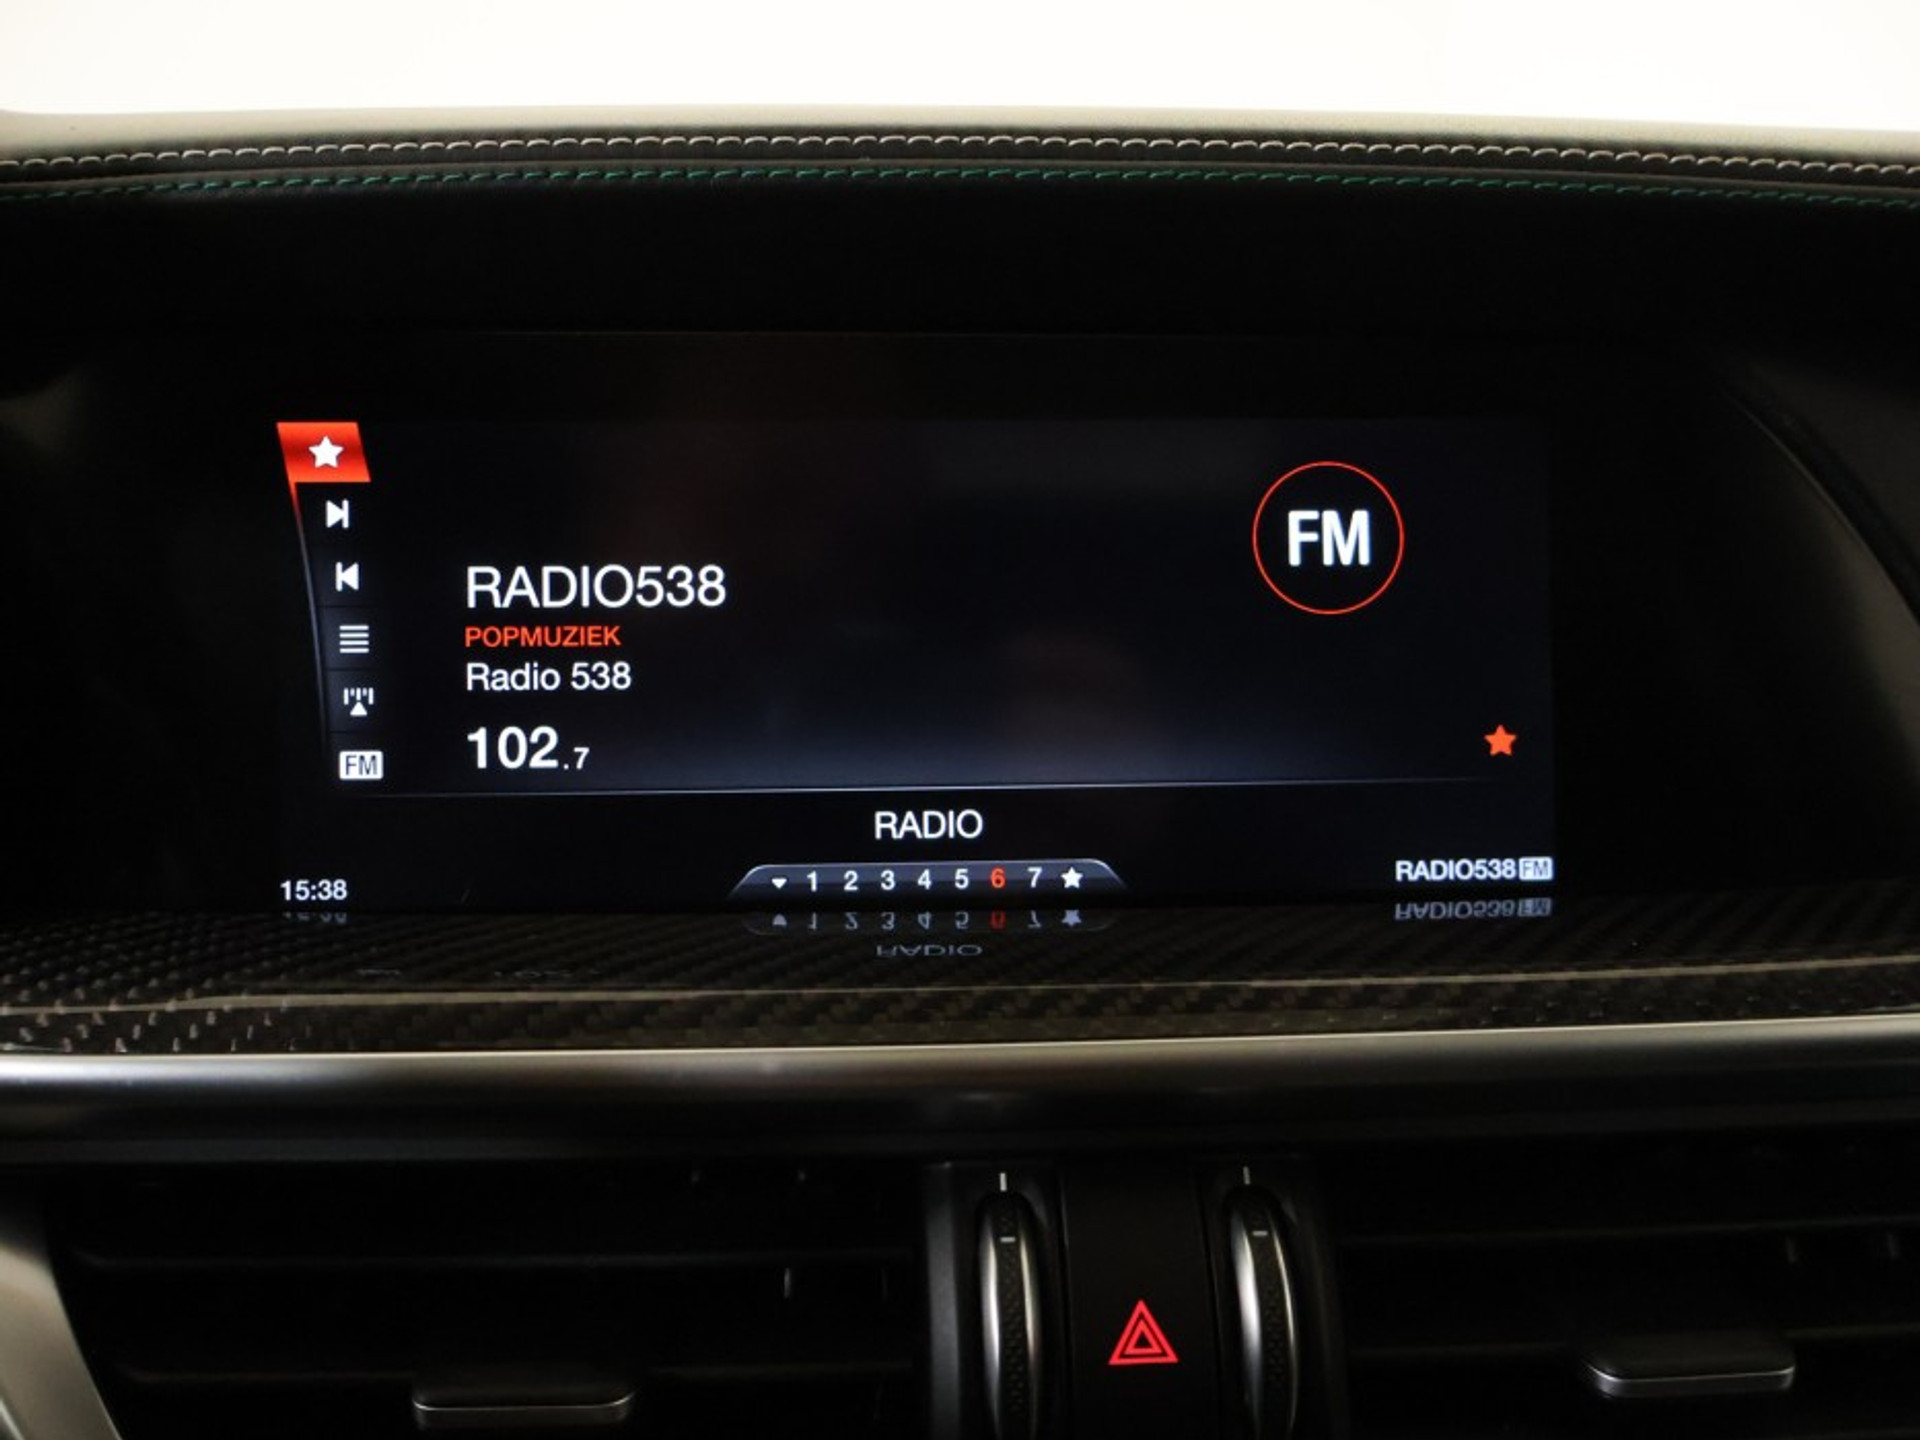 FM
RADIO538
POPMUZIEK
Radio 538
102.7
FM
RADIO
15:38
1 2 3 4 5 6 7
RADIO538 FM